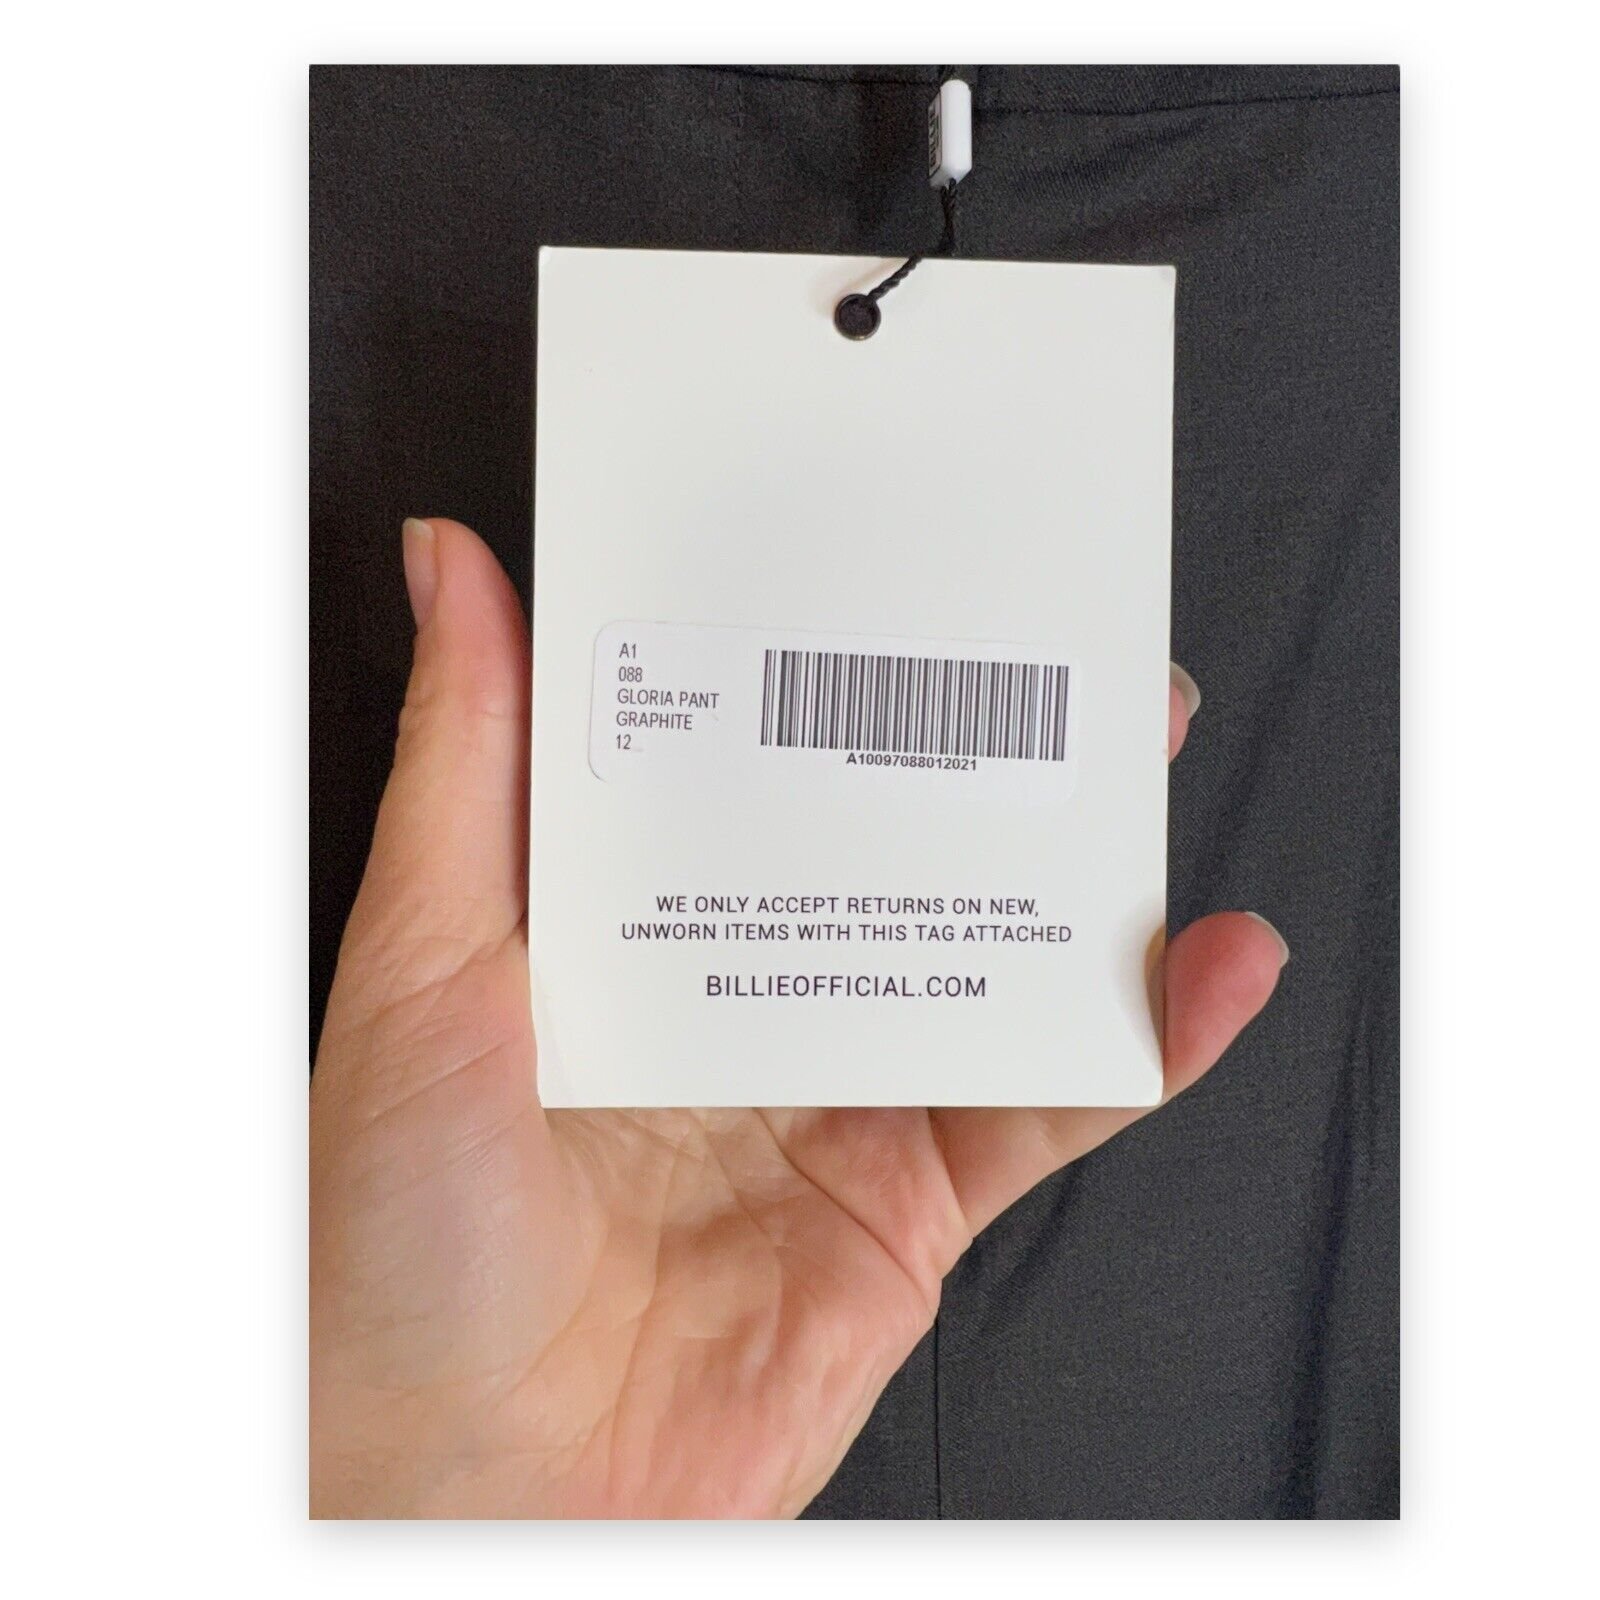 A1
088
GLORIA PANT
GRAPHITE
12
A10097088012021
WE ONLY ACCEPT RETURNS ON NEW,
UNWORN ITEMS WITH THIS TAG ATTACHED
BILLIEOFFICIAL.COM